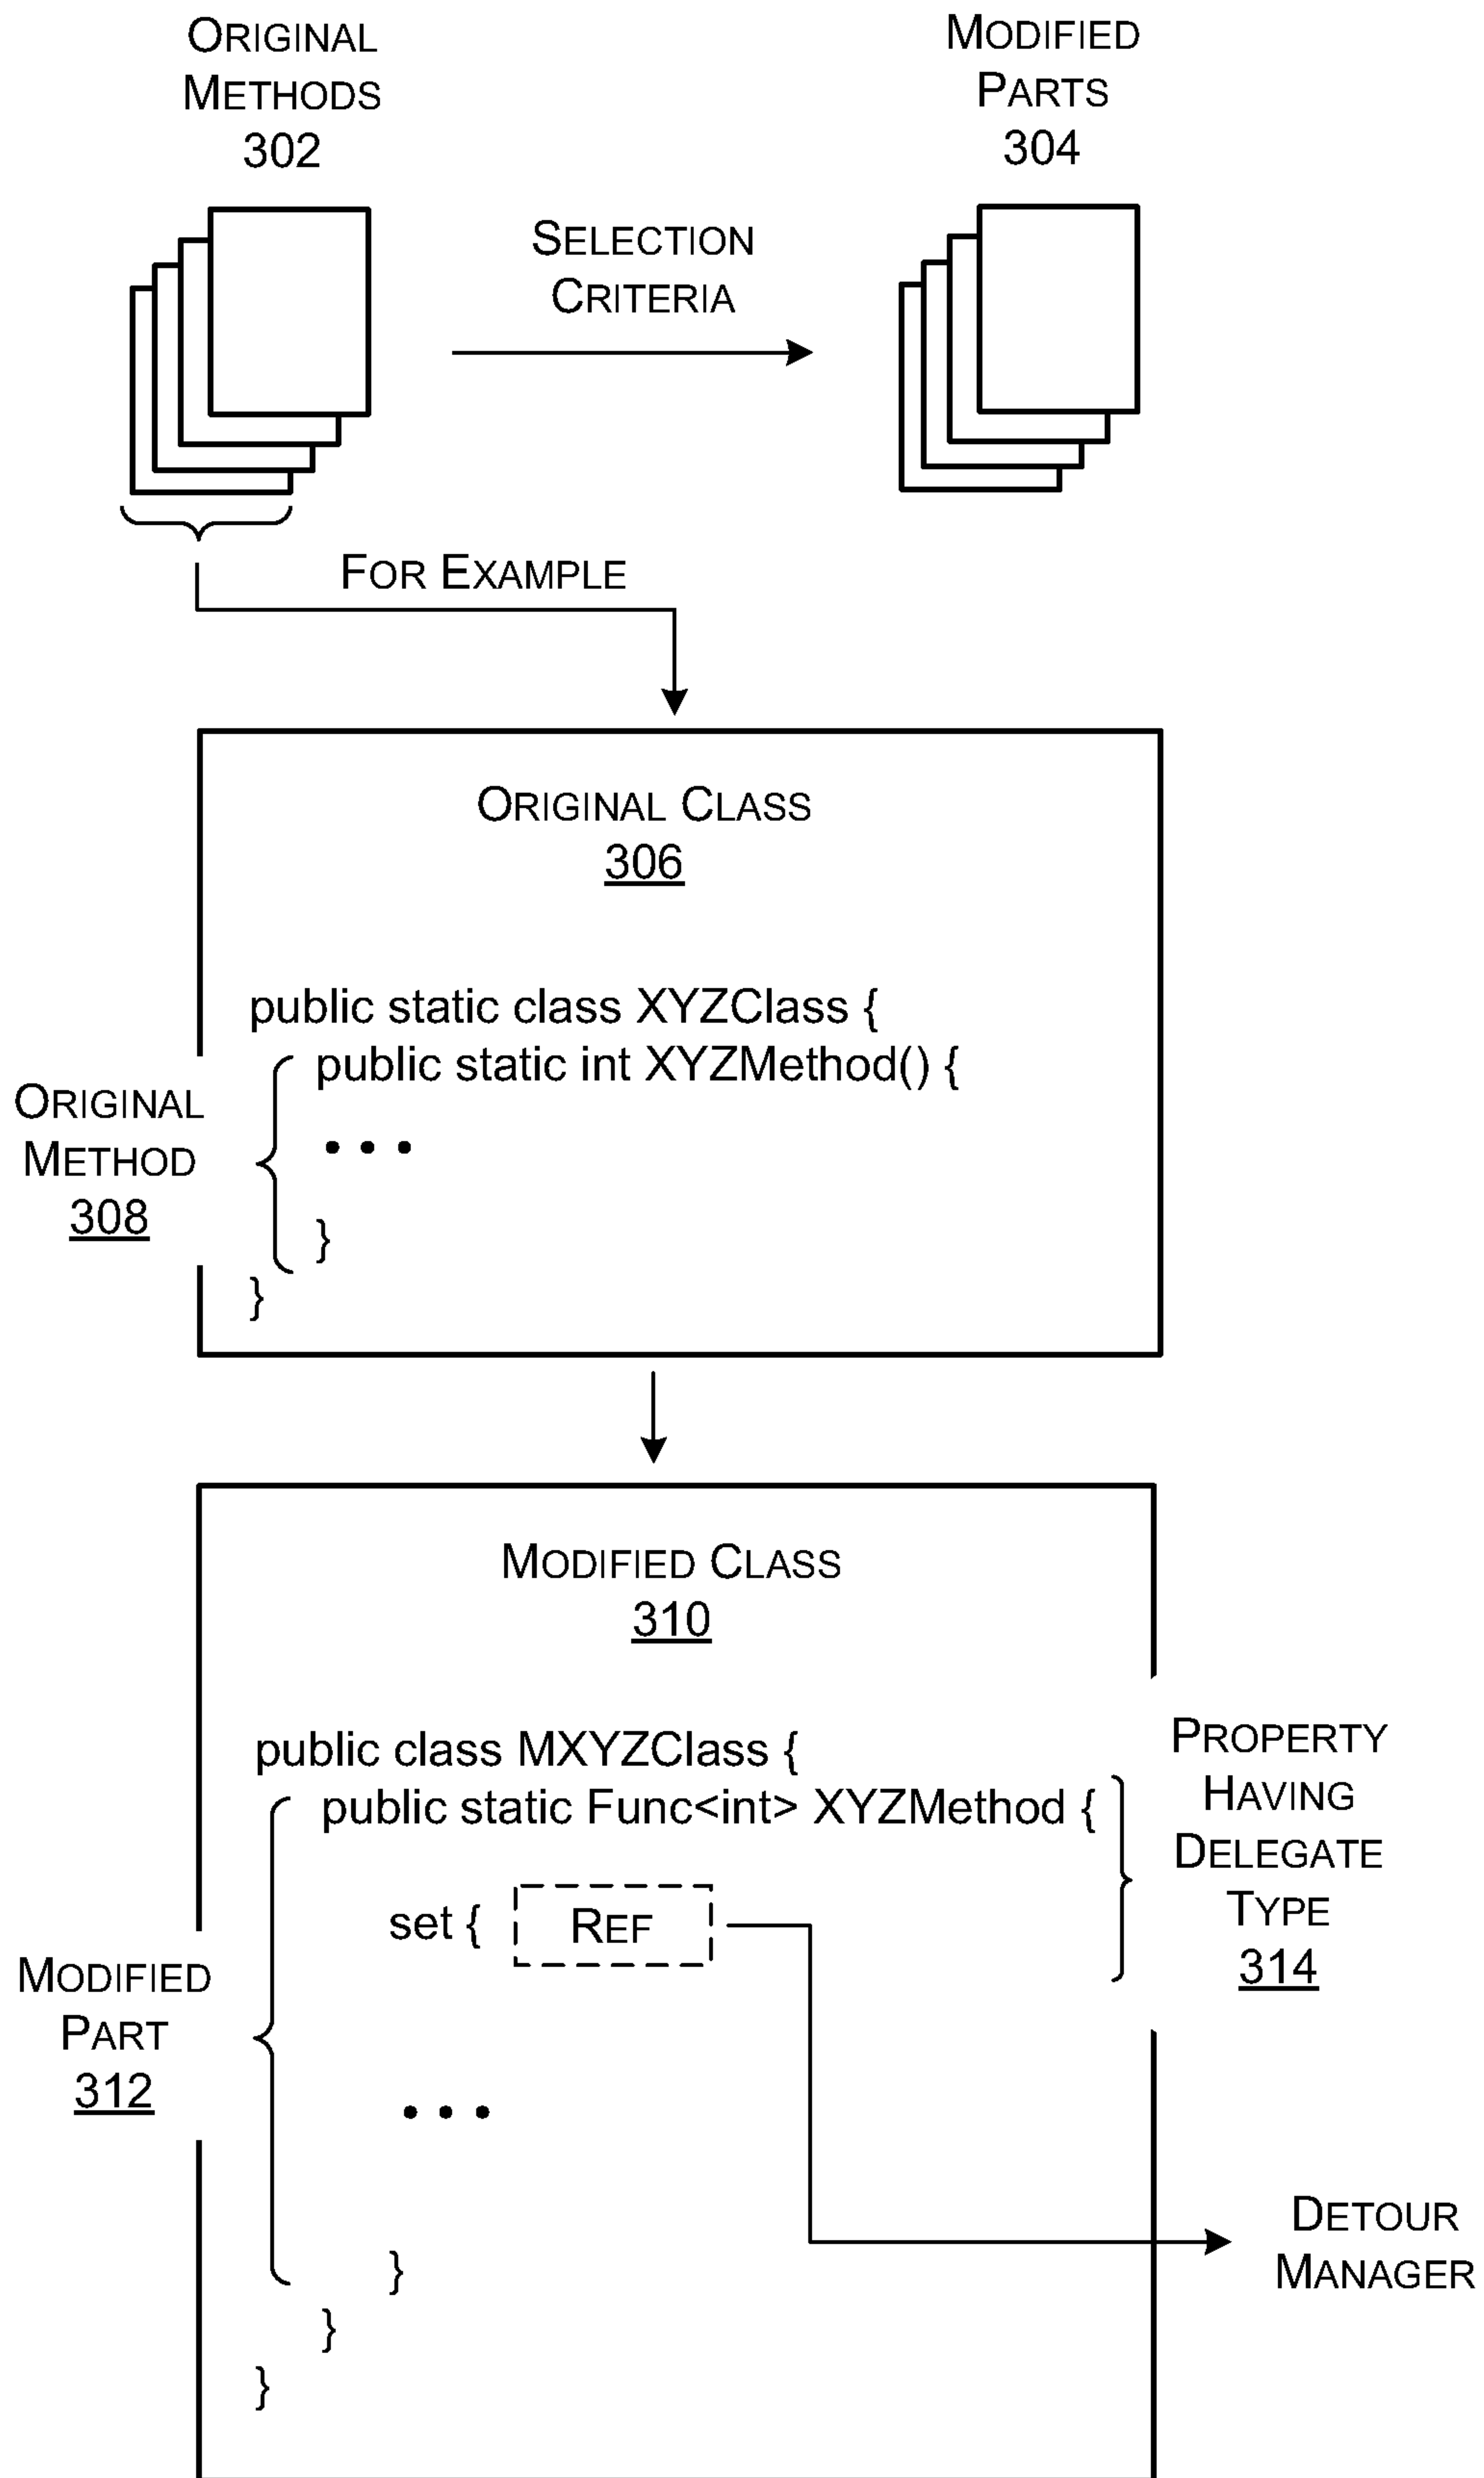 ORIGINAL
METHODS
302
MODIFIED
PARTS
304
SELECTION
CRITERIA
FOR EXAMPLE
ORIGINAL CLASS
306
public static class XYZClass {
public static int XYZMethod() {
• • •
}
}
ORIGINAL
METHOD
308
MODIFIED CLASS
310
public class MXYZClass {
public static Func<int> XYZMethod {
set { REF
• • •
}
}
}
PROPERTY
HAVING
DELEGATE
TYPE
314
MODIFIED
PART
312
DETOUR
MANAGER